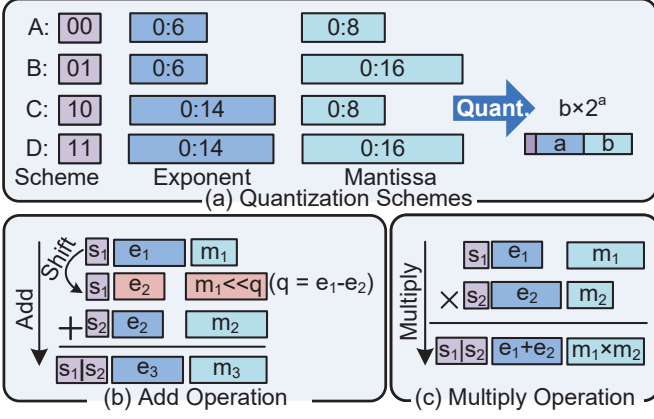 A: 00 0:6 0:8
B: 01 0:6 0:16
C: 10 0:14 0:8
D: 11 0:14 0:16
Quant. b×2^a
a b
Scheme Exponent Mantissa
(a) Quantization Schemes
Shift
Add
s₁ e₁ m₁
s₁ e₂ m₁<<q (q = e₁-e₂)
+ s₂ e₂ m₂
s₁|s₂ e₃ m₃
(b) Add Operation
Multiply
s₁ e₁ m₁
× s₂ e₂ m₂
s₁|s₂ e₁+e₂ m₁×m₂
(c) Multiply Operation